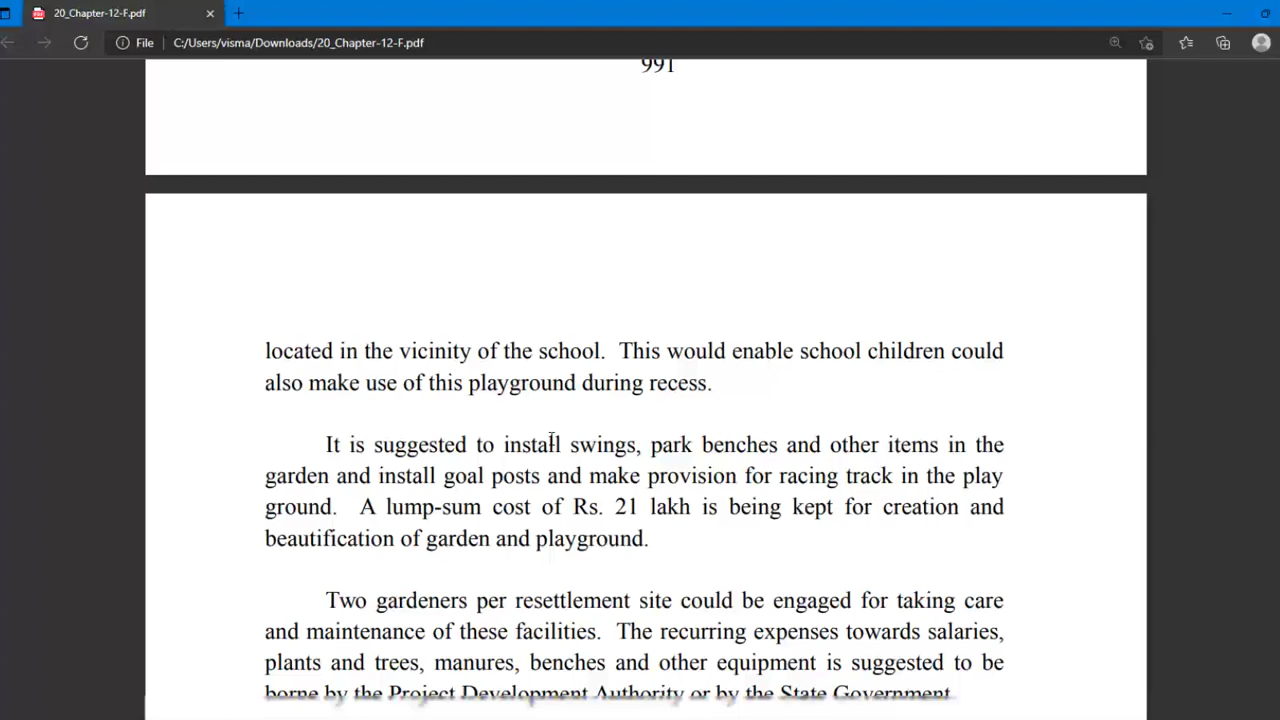 20_Chapter-12-F.pdf
File C:/Users/visma/Downloads/20_Chapter-12-F.pdf
991
located in the vicinity of the school. This would enable school children could
also make use of this playground during recess.
It is suggested to install swings, park benches and other items in the
garden and install goal posts and make provision for racing track in the play
ground. A lump-sum cost of Rs. 21 lakh is being kept for creation and
beautification of garden and playground.
Two gardeners per resettlement site could be engaged for taking care
and maintenance of these facilities. The recurring expenses towards salaries,
plants and trees, manures, benches and other equipment is suggested to be
borne by the Project Development Authority or by the State Government.